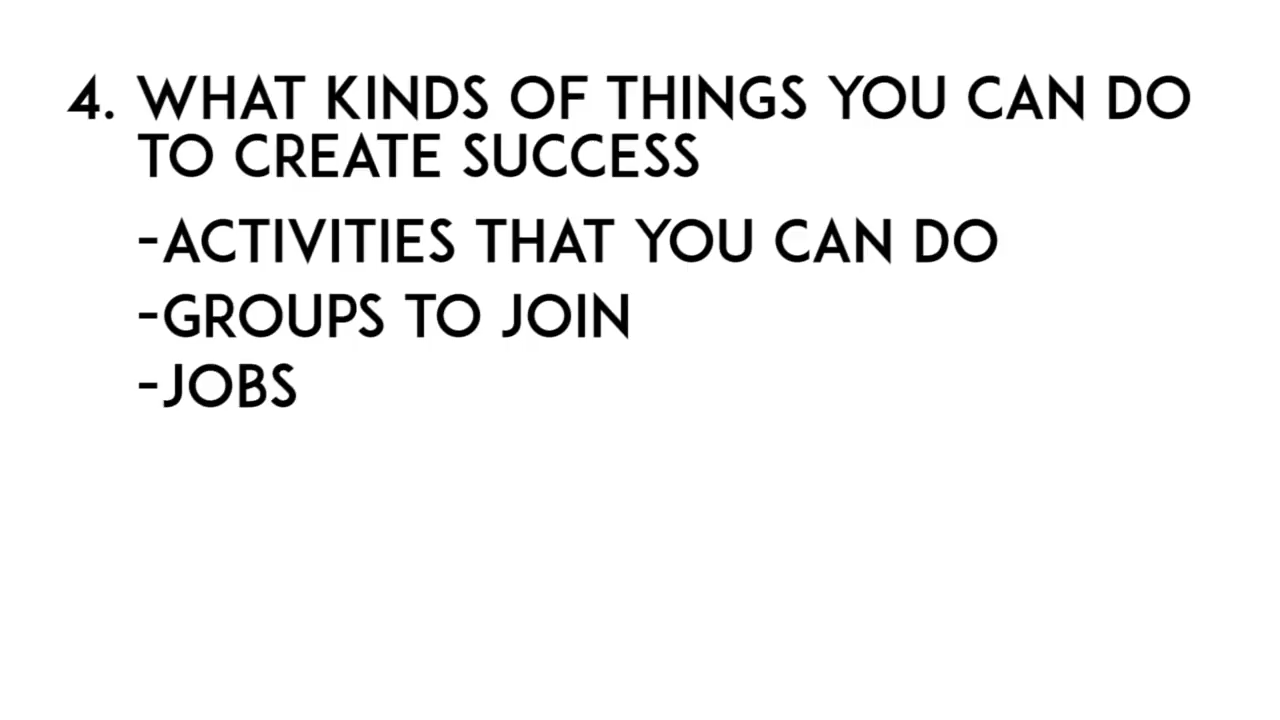 4. WHAT KINDS OF THINGS YOU CAN DO
TO CREATE SUCCESS
-ACTIVITIES THAT YOU CAN DO
-GROUPS TO JOIN
-JOBS